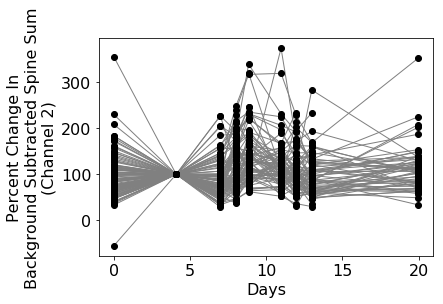 Percent Change In
Background Subtracted Spine Sum
(Channel 2)
300
200
100
0
0 5 10 15 20
Days